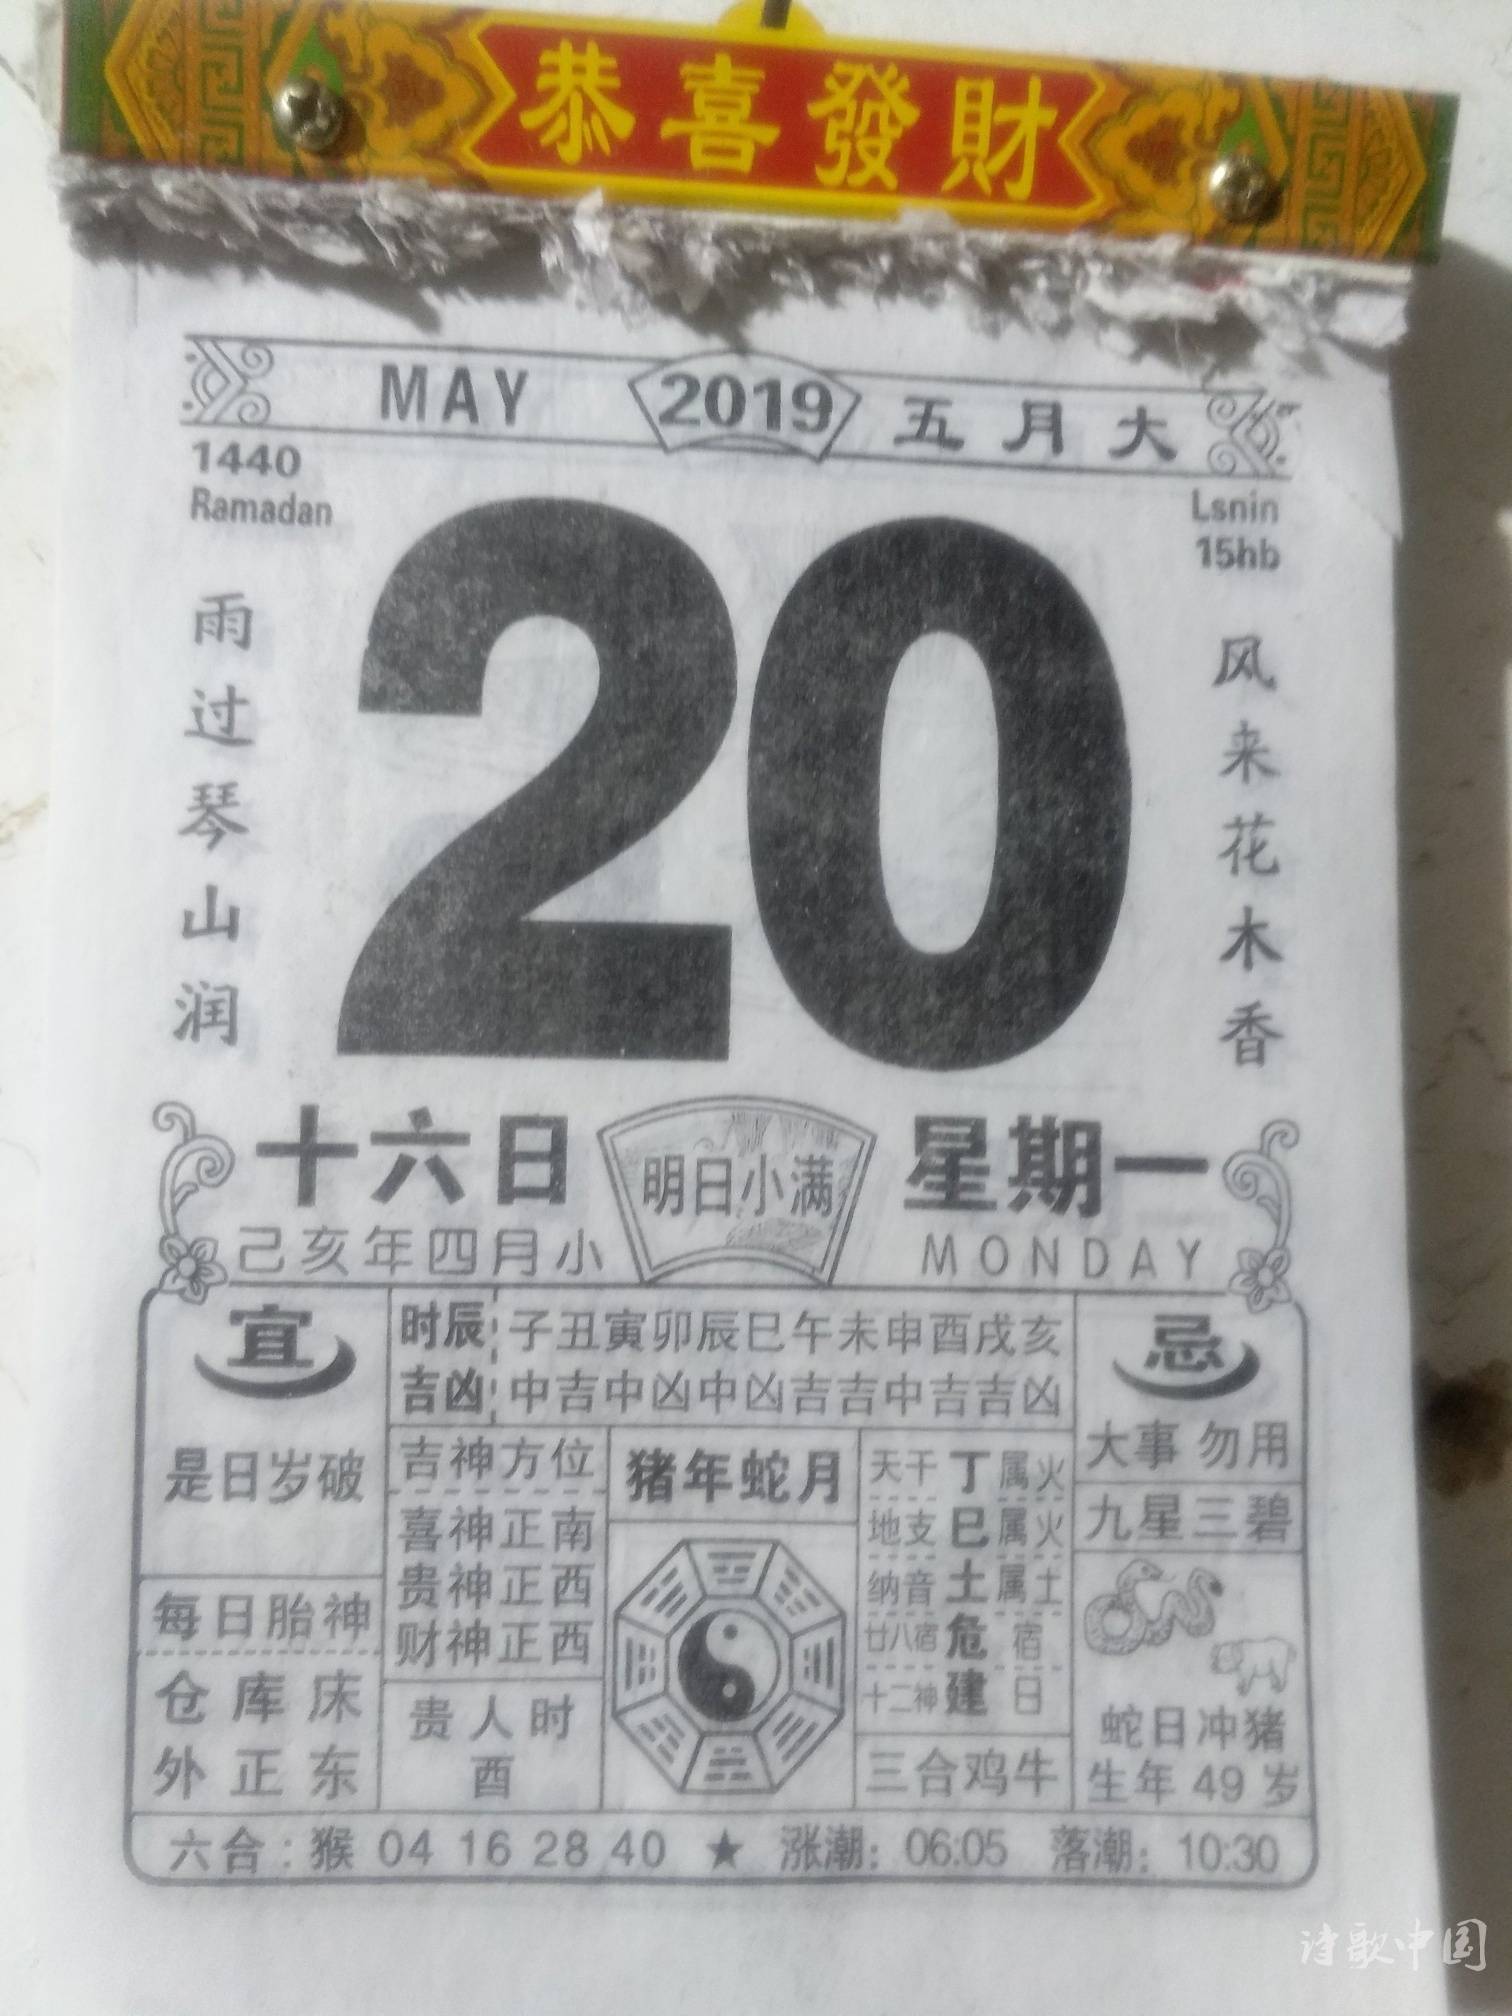 恭喜發財
MAY 2019 五月大
1440
Ramadan
Lsnin
15hb
雨过琴山润
20
风来花木香
十六日
明日小满
星期一
己亥年四月小
MONDAY
宜
是日岁破
每日胎神
仓库床
外正东
时辰 子丑寅卯辰巳午未申酉戌亥
吉凶 中吉中凶中凶吉吉中吉吉凶
吉神方位
喜神正南
贵神正西
财神正西
贵人时
酉
猪年蛇月
天干 丁 属火
地支 巳 属火
纳音 土 属土
廿八宿 危 宿
十二神 建 日
三合鸡牛
忌
大事 勿用
九星三碧
蛇日冲猪
生年 49 岁
六合:猴 04 16 28 40 ★ 涨潮: 06:05 落潮: 10:30
诗歌中国